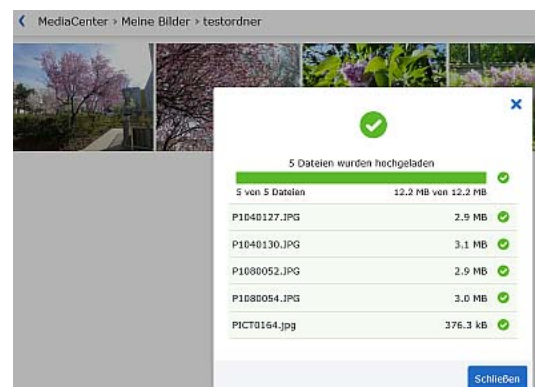 MediaCenter › Meine Bilder › testordner
5 Dateien wurden hochgeladen
5 von 5 Dateien 12.2 MB von 12.2 MB
P1040127.JPG 2.9 MB
P1040130.JPG 3.1 MB
P1080052.JPG 2.9 MB
P1080054.JPG 3.0 MB
PICT0164.jpg 376.3 kB
Schließen